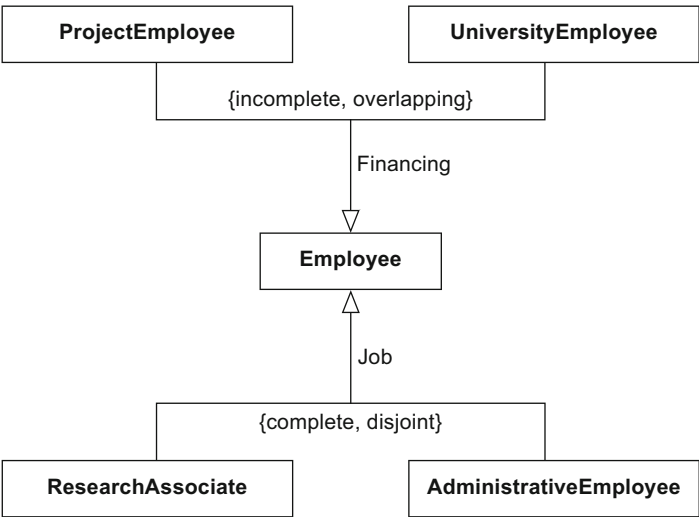 ProjectEmployee
UniversityEmployee
{incomplete, overlapping}
Financing
Employee
Job
{complete, disjoint}
ResearchAssociate
AdministrativeEmployee